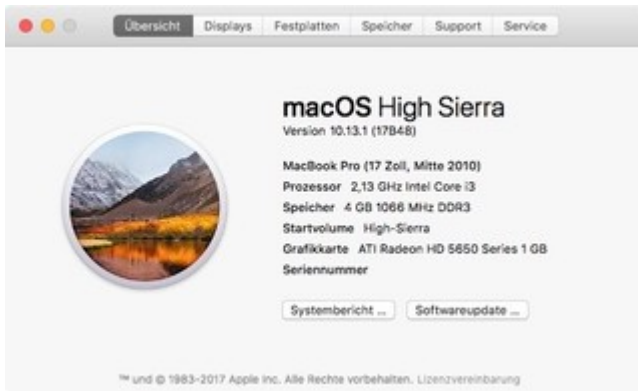 Übersicht Displays Festplatten Speicher Support Service
macOS High Sierra
Version 10.13.1 (17B48)
MacBook Pro (17 Zoll, Mitte 2010)
Prozessor 2,13 GHz Intel Core i3
Speicher 4 GB 1066 MHz DDR3
Startvolume High-Sierra
Grafikkarte ATI Radeon HD 5650 Series 1 GB
Seriennummer
Systembericht ... Softwareupdate ...
™ und © 1983-2017 Apple Inc. Alle Rechte vorbehalten. Lizenzvereinbarung